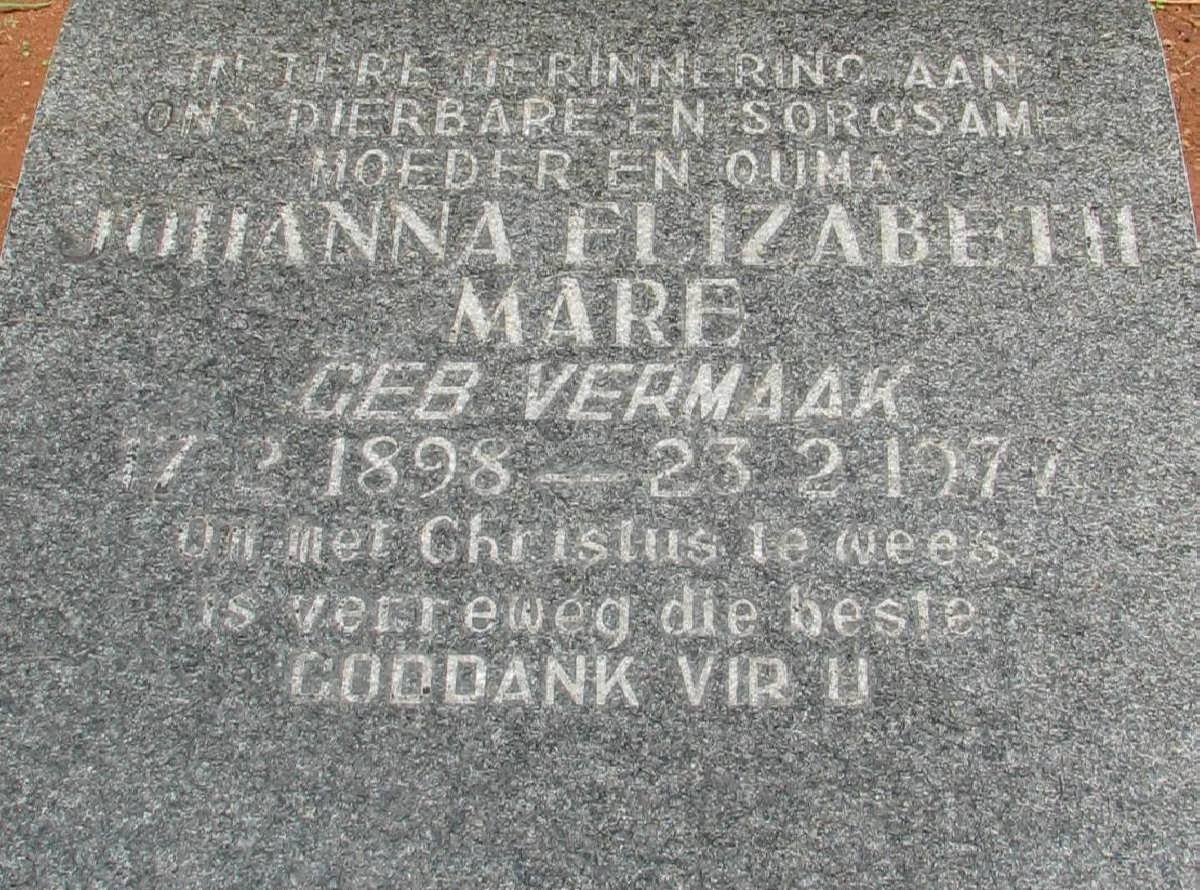 IN TERE HERINNERING AAN
ONS DIERBARE EN SORGSAME
MOEDER EN OUMA
JOHANNA ELIZABETH
MARE
GEB VERMAAK
17 2 1898 — 23 2 1977
Om met Christus te wees
is verreweg die beste
GODDANK VIR U